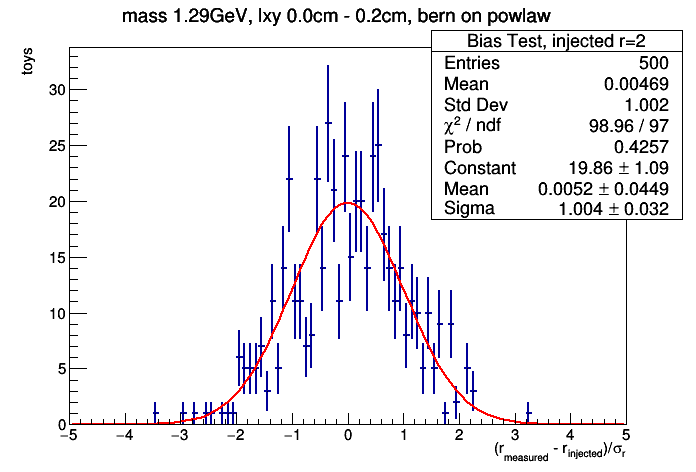 mass 1.29GeV, lxy 0.0cm - 0.2cm, bern on powlaw
toys
Bias Test, injected r=2
Entries 500
Mean 0.00469
Std Dev 1.002
χ² / ndf 98.96 / 97
Prob 0.4257
Constant 19.86 ± 1.09
Mean 0.0052 ± 0.0449
Sigma 1.004 ± 0.032
30
25
20
15
10
5
0
−5 −4 −3 −2 −1 0 1 2 3 4 5
(r_measured - r_injected)/σ_r